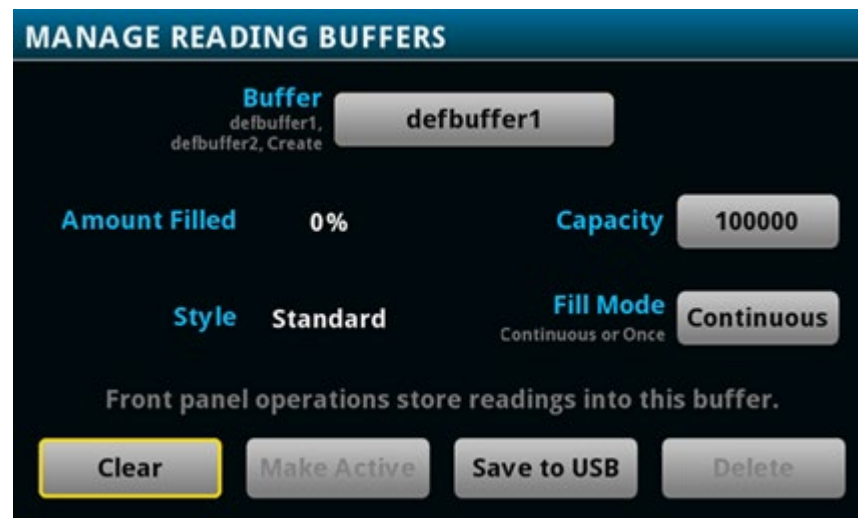 MANAGE READING BUFFERS
Buffer
defbuffer1,
defbuffer2, Create
defbuffer1
Amount Filled 0% Capacity 100000
Style Standard Fill Mode
Continuous or Once
Continuous
Front panel operations store readings into this buffer.
Clear Make Active Save to USB Delete